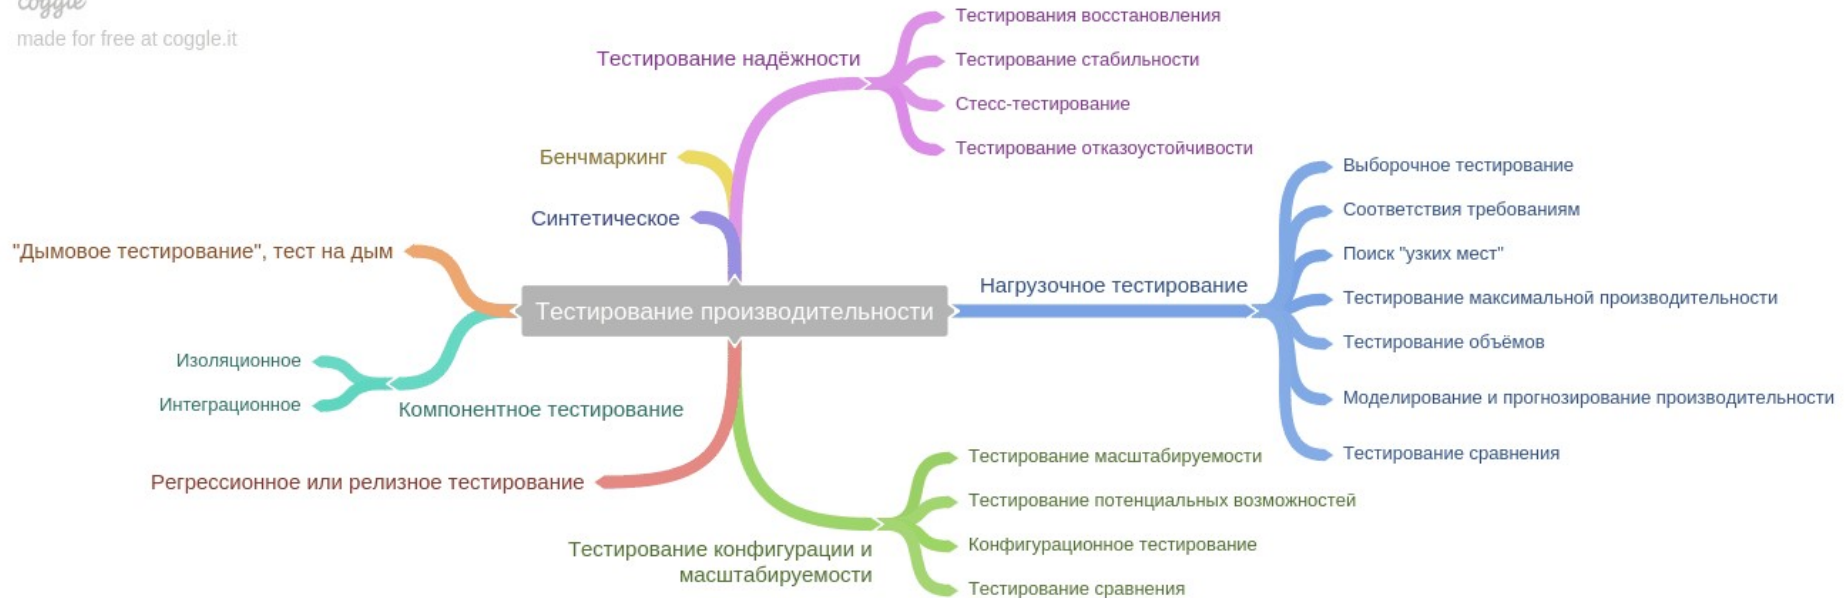 coggle
made for free at coggle.it
Тестирование надёжности
Тестирования восстановления
Тестирование стабильности
Стесс-тестирование
Тестирование отказоустойчивости
Бенчмаркинг
Синтетическое
"Дымовое тестирование", тест на дым
Тестирование производительности
Нагрузочное тестирование
Выборочное тестирование
Соответствия требованиям
Поиск "узких мест"
Тестирование максимальной производительности
Тестирование объёмов
Моделирование и прогнозирование производительности
Тестирование сравнения
Изоляционное
Интеграционное
Компонентное тестирование
Регрессионное или релизное тестирование
Тестирование конфигурации и
масштабируемости
Тестирование масштабируемости
Тестирование потенциальных возможностей
Конфигурационное тестирование
Тестирование сравнения